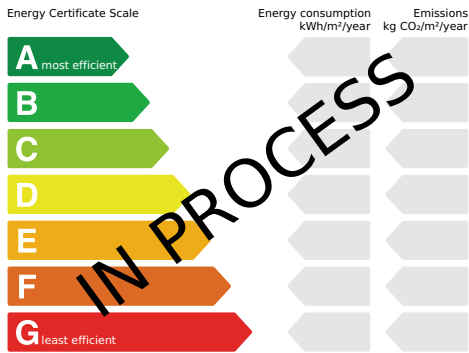 Energy Certificate Scale
Energy consumption
kWh/m²/year
Emissions
kg CO₂/m²/year
A most efficient
B
C
D
E
F
G least efficient
IN PROCESS